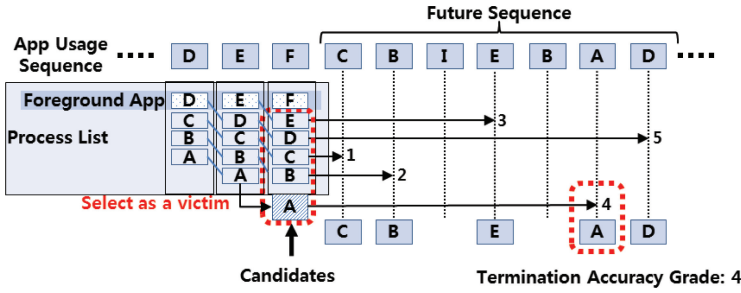 Future Sequence
App Usage
Sequence
D E F C B I E B A D
Foreground App D E F
Process List
C D E 3
B C D 5
A B C 1
A B 2
Select as a victim A 4
C B E A D
Candidates
Termination Accuracy Grade: 4